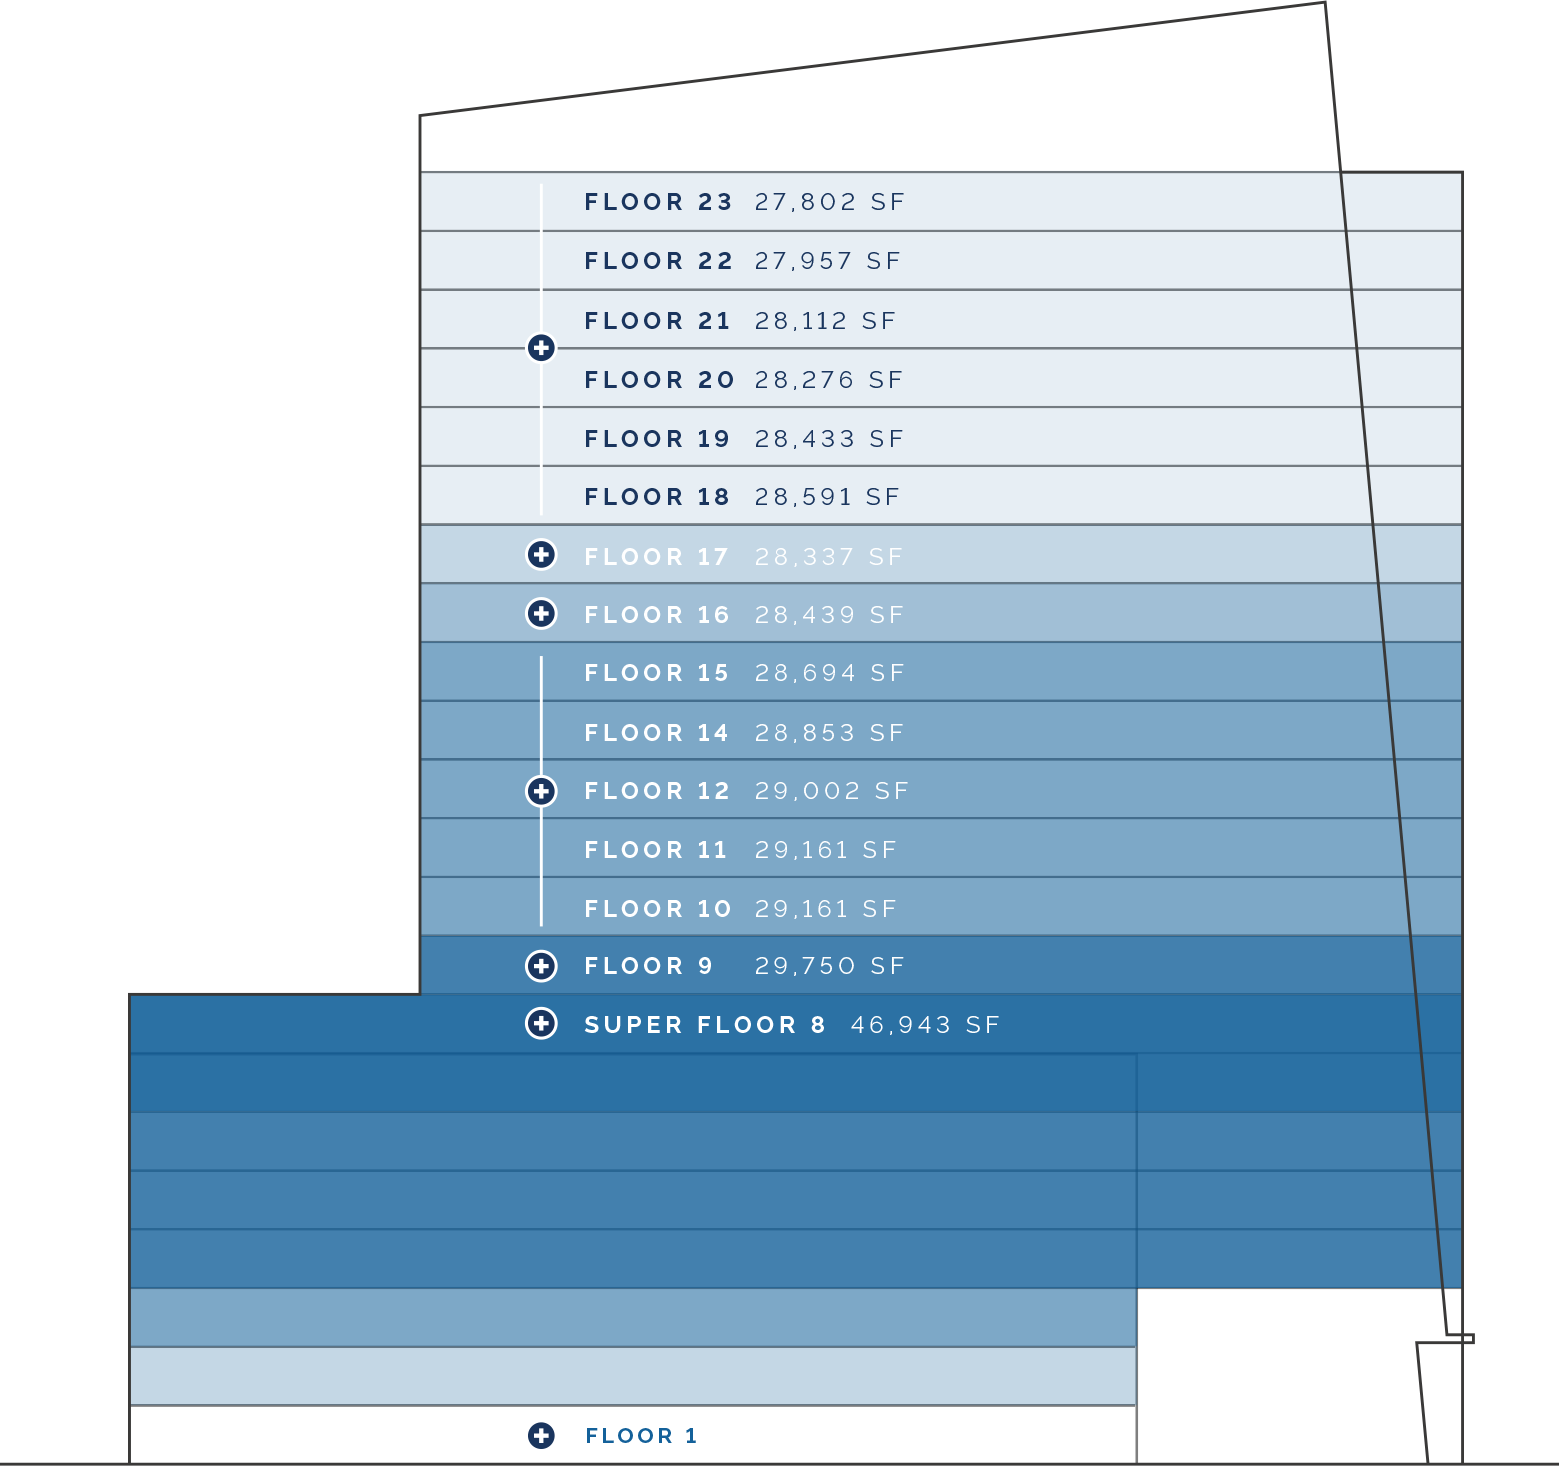 FLOOR 23 27,802 SF
FLOOR 22 27,957 SF
FLOOR 21 28,112 SF
FLOOR 20 28,276 SF
FLOOR 19 28,433 SF
FLOOR 18 28,591 SF
FLOOR 17 28,337 SF
FLOOR 16 28,439 SF
FLOOR 15 28,694 SF
FLOOR 14 28,853 SF
FLOOR 12 29,002 SF
FLOOR 11 29,161 SF
FLOOR 10 29,161 SF
FLOOR 9 29,750 SF
SUPER FLOOR 8 46,943 SF
FLOOR 1